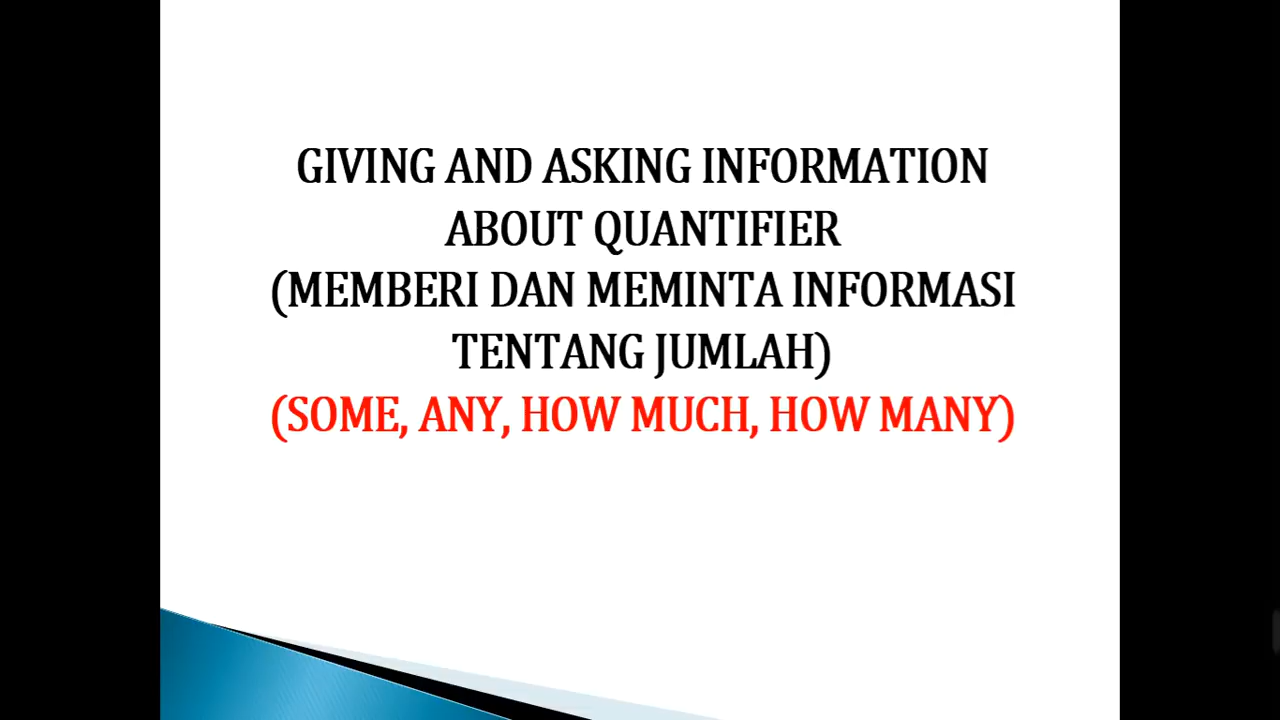 GIVING AND ASKING INFORMATION
ABOUT QUANTIFIER
(MEMBERI DAN MEMINTA INFORMASI
TENTANG JUMLAH)
(SOME, ANY, HOW MUCH, HOW MANY)